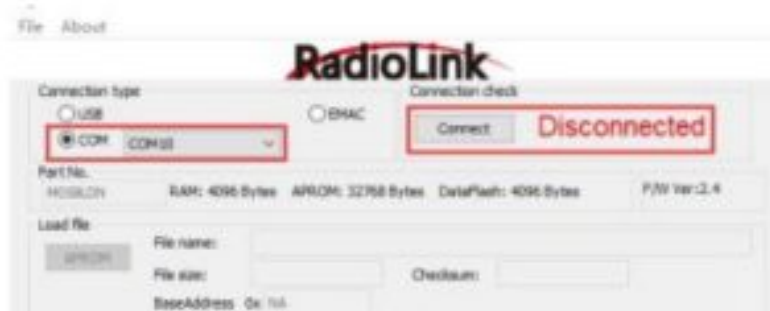 File About
RadioLink
Connection type
Connection check
USB
EMAC
COM COM10
Connect Disconnected
Part No.
RAM: 4096 Bytes APROM: 32768 Bytes DataFlash: 4096 Bytes F/W Ver:2.4
Load file
APROM
File name:
File size:
Checksum:
BaseAddress 0x NA